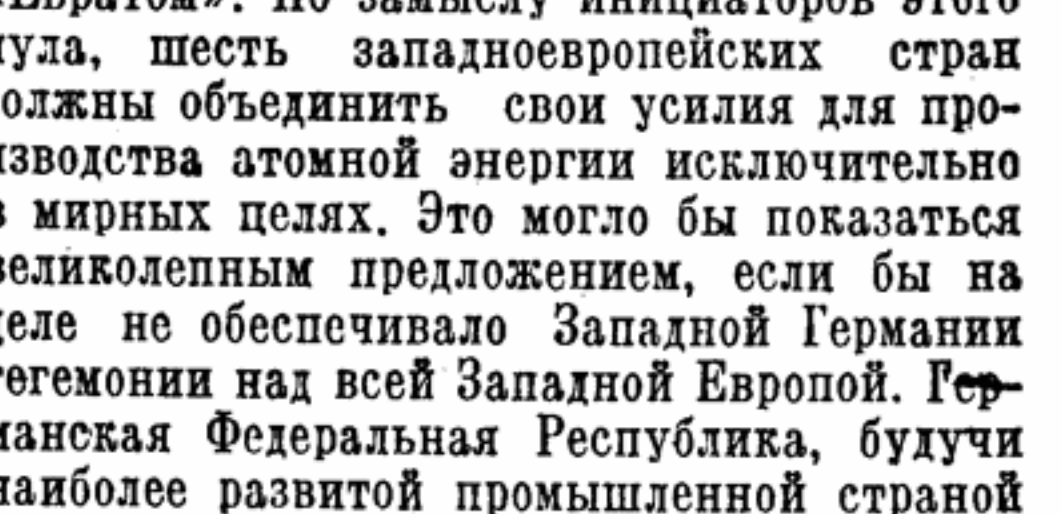 «Евратом». По замыслу инициаторов этого
пула, шесть западноевропейских стран
должны объединить свои усилия для про-
изводства атомной энергии исключительно
в мирных целях. Это могло бы показаться
великолепным предложением, если бы на
деле не обеспечивало Западной Германии
гегемонии над всей Западной Европой. Гер-
манская Федеральная Республика, будучи
наиболее развитой промышленной страной